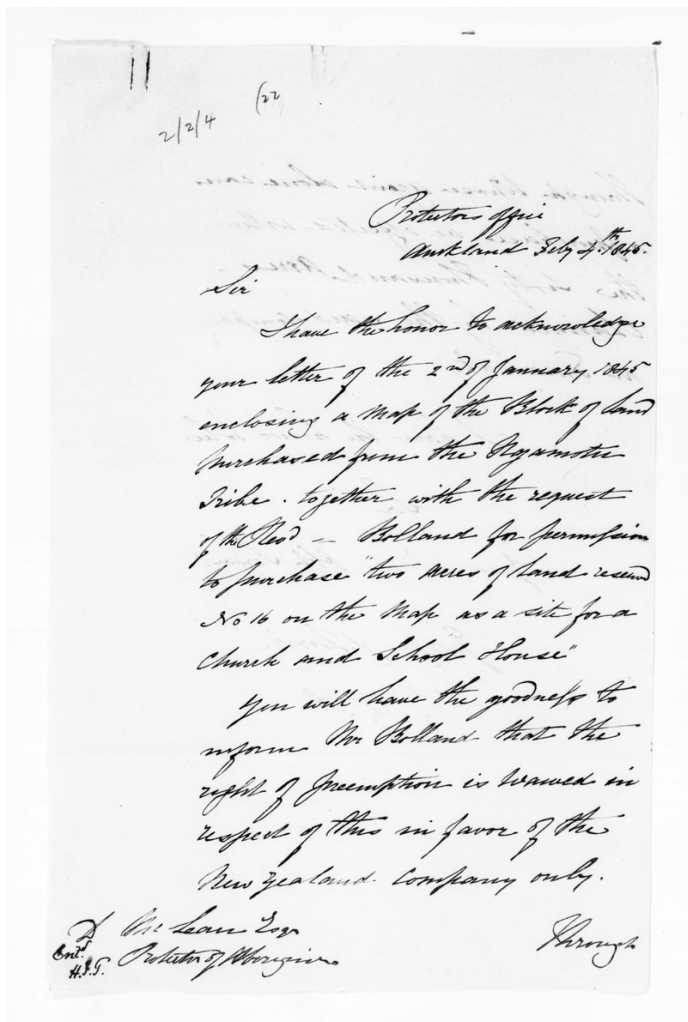 2/2/4
(22
Protectors office
Auckland Feby 4th 1845.
Sir
I have the honor to acknowledge
your letter of the 2nd of January 1845
enclosing a map of the Block of land
purchased from the Ngamotu
Tribe. together with the request
of the Revd — Bolland for permission
to purchase "two acres of land reserve
No 16 on the map as a site for a
Church and School House"
You will have the goodness to
inform Mr Bolland that the
right of preemption is waived in
respect of this in favor of the
New Zealand Company only.
D McLean Esqr
Protector of Aborigines
Entd
H.J.G.
Through